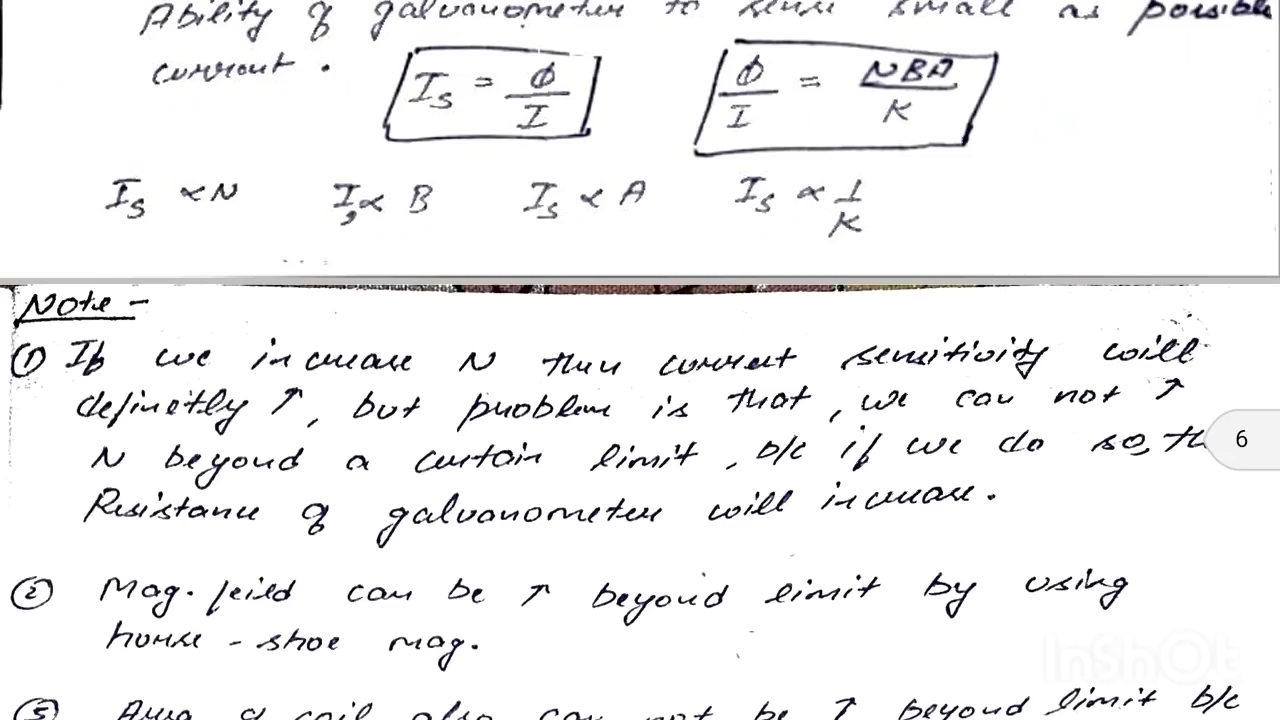 Ability of galvanometer to sense small as possible
current.
Is = ϕ/I    ϕ/I = NBA/K
Is ∝ N    Is ∝ B    Is ∝ A    Is ∝ 1/K
Note -
① If we increase N then current sensitivity will
definetly ↑, but problem is that, we can not ↑
N beyond a certain limit, b/c if we do so, th
6
Resistance of galvanometer will increase.
② Mag. feild can be ↑ beyond limit by using
horse-shoe mag.
InShOt
③ Area of coil also can not be ↑ beyond limit b/c